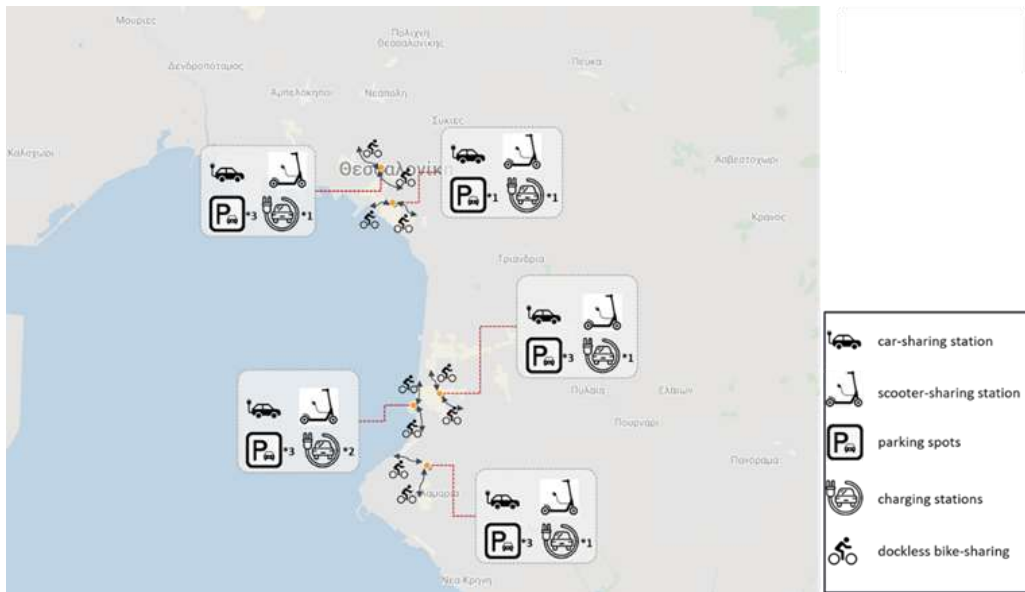 Μουριές
Πολίχνη
Θεσσαλονίκης
Πεύκα
Δενδροπόταμος
Αμπελόκηποι
Νεάπολη
Συκιές
Καλοχώρι
Ασβεστοχώρι
Θεσσαλονίκη
P
*3
*1
P
*1
*1
Κρανος
Τριανδρία
P
*3
*1
Πυλαία
Ελαιών
Πουρνάρι
P
*3
*2
Πανόραμα
λαμαριά
P
*3
*1
Νέα Κρήνη
car-sharing station
scooter-sharing station
P
parking spots
charging stations
dockless bike-sharing